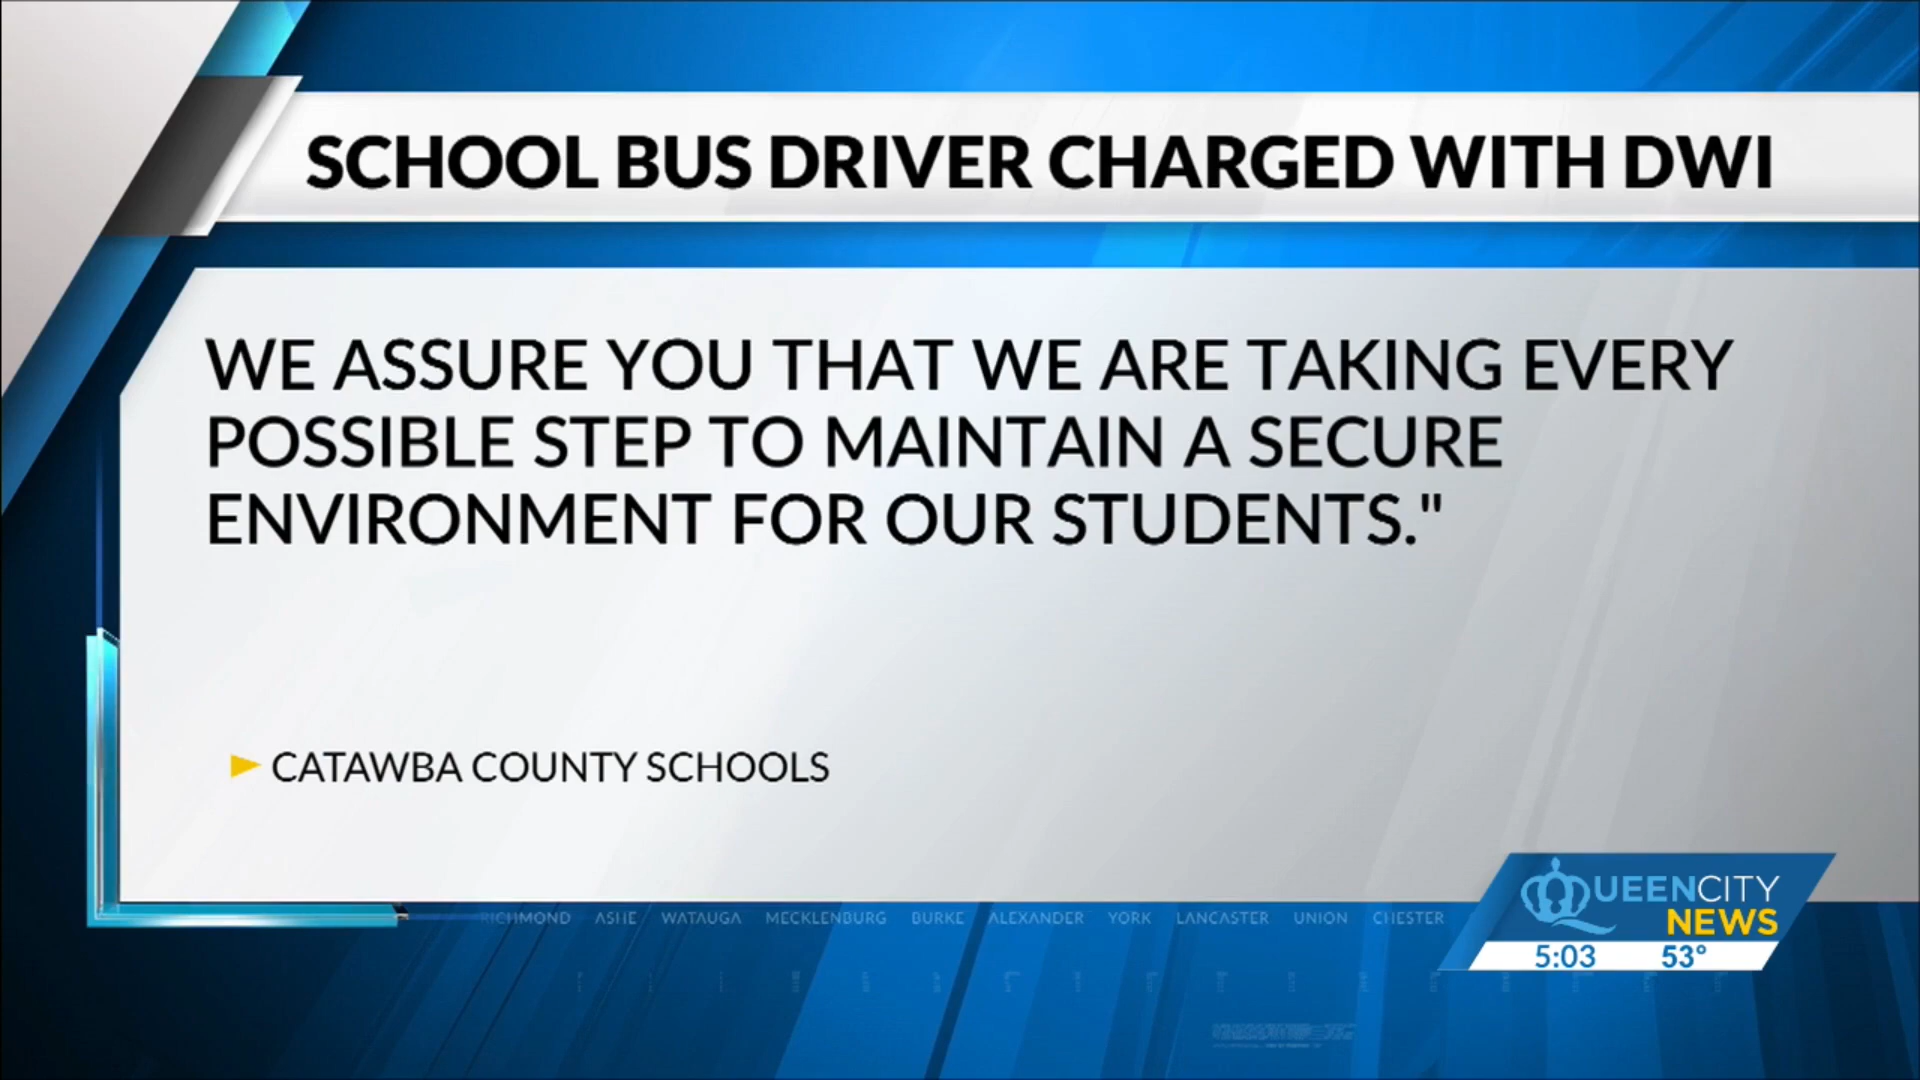 SCHOOL BUS DRIVER CHARGED WITH DWI
WE ASSURE YOU THAT WE ARE TAKING EVERY
POSSIBLE STEP TO MAINTAIN A SECURE
ENVIRONMENT FOR OUR STUDENTS."
CATAWBA COUNTY SCHOOLS
RICHMOND ASHE WATAUGA MECKLENBURG BURKE ALEXANDER YORK LANCASTER UNION CHESTER
QUEENCITY
NEWS
5:03 53°